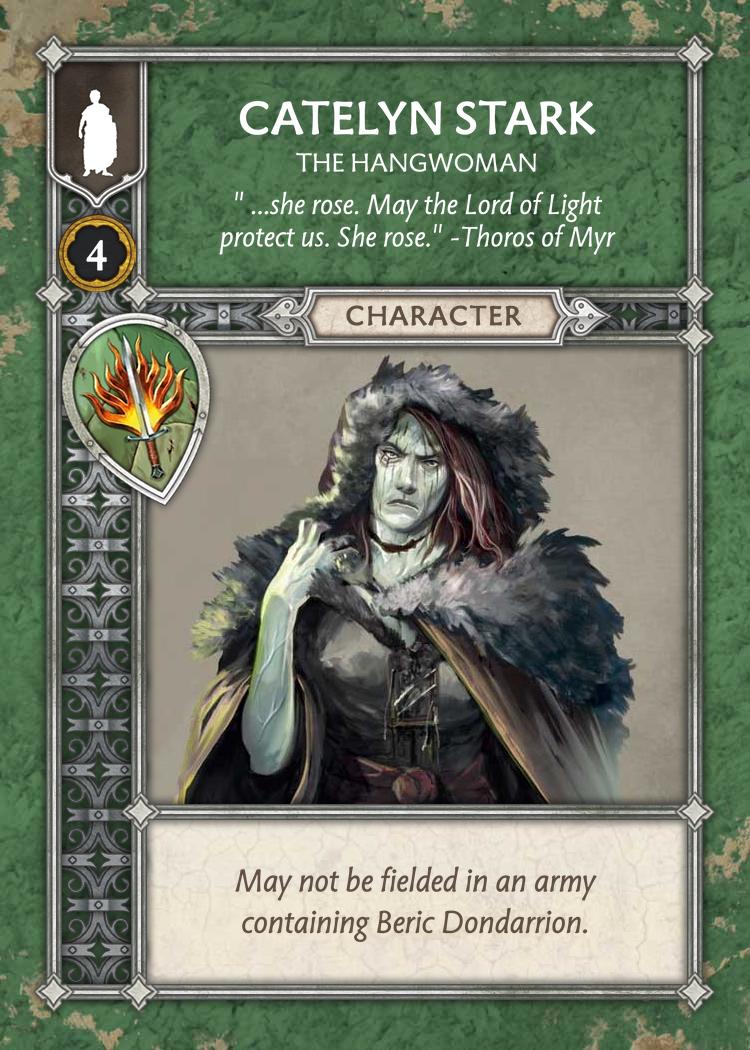 CATELYN STARK
THE HANGWOMAN
" ...she rose. May the Lord of Light
protect us. She rose." -Thoros of Myr
4
CHARACTER
May not be fielded in an army
containing Beric Dondarrion.